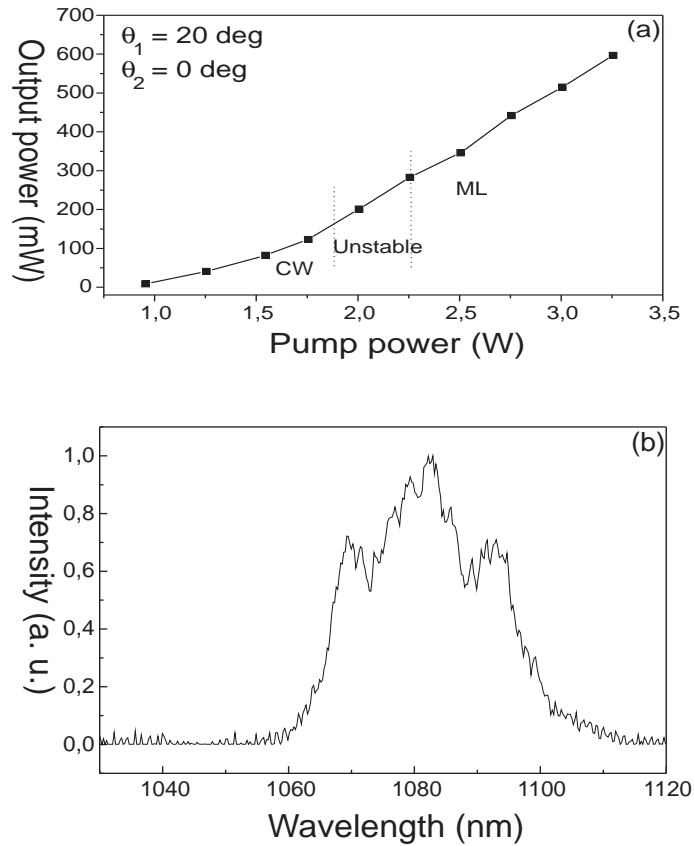 (a)
θ1 = 20 deg
θ2 = 0 deg
Output power (mW)
700
600
500
400
300
200
100
0
ML
Unstable
CW
1,0 1,5 2,0 2,5 3,0 3,5
Pump power (W)
(b)
Intensity (a. u.)
1,0
0,8
0,6
0,4
0,2
0,0
1040 1060 1080 1100 1120
Wavelength (nm)